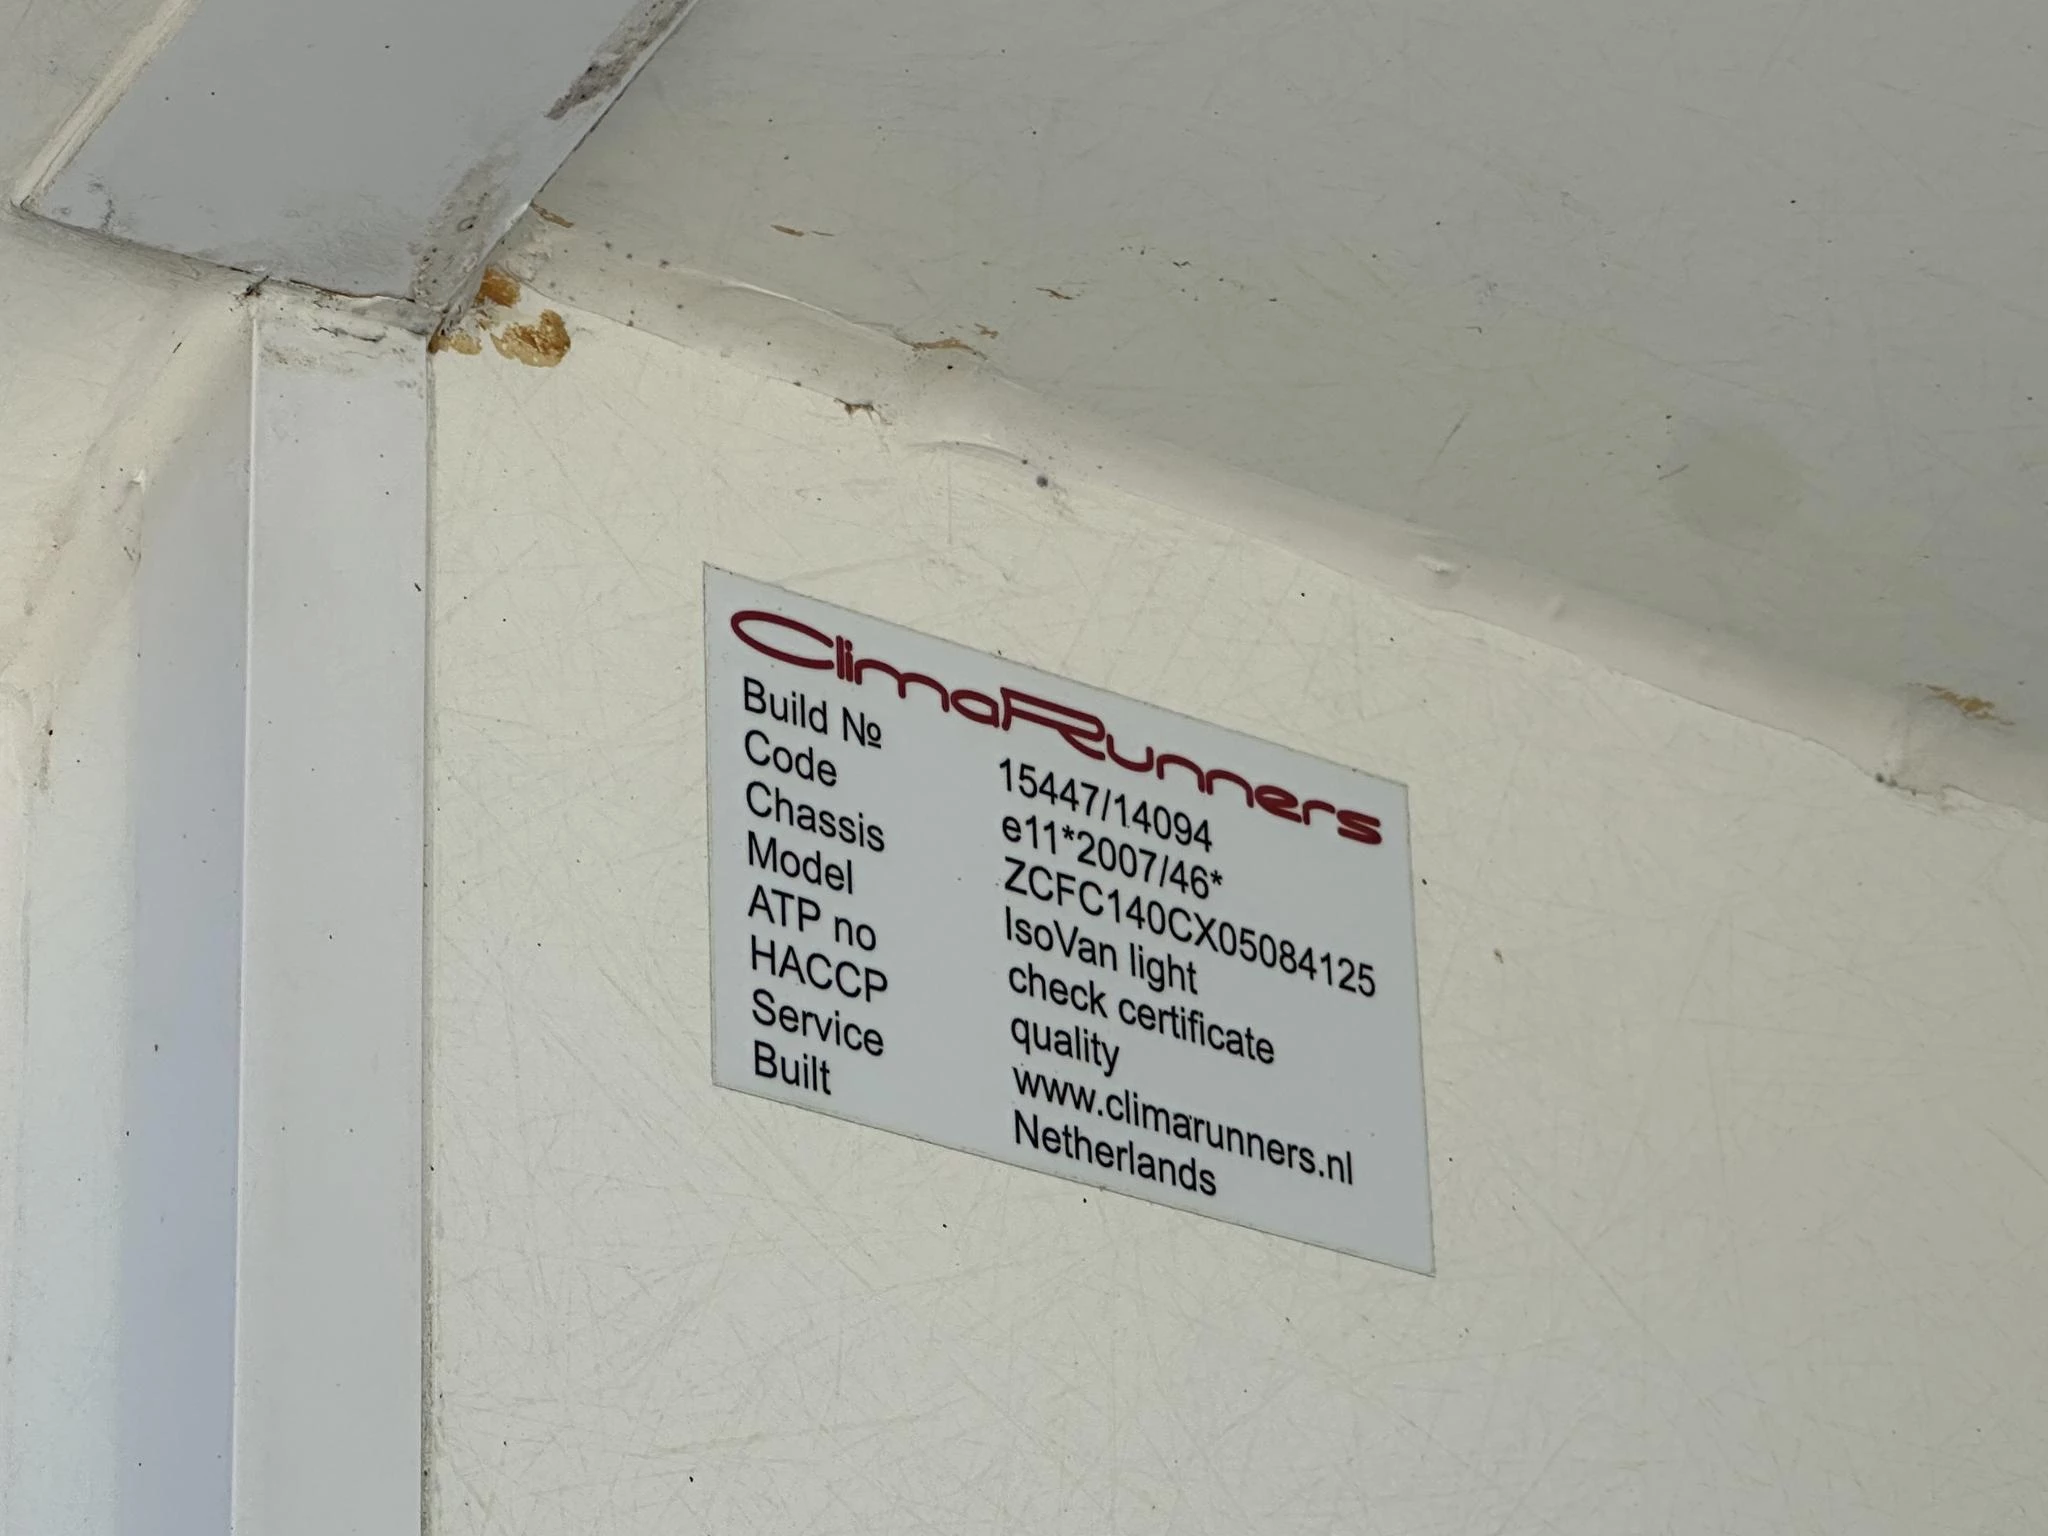 ClimaRunners
Build № 15447/14094
Code e11*2007/46*
Chassis ZCFC140CX05084125
Model IsoVan light
ATP no check certificate
HACCP quality
Service www.climarunners.nl
Built Netherlands